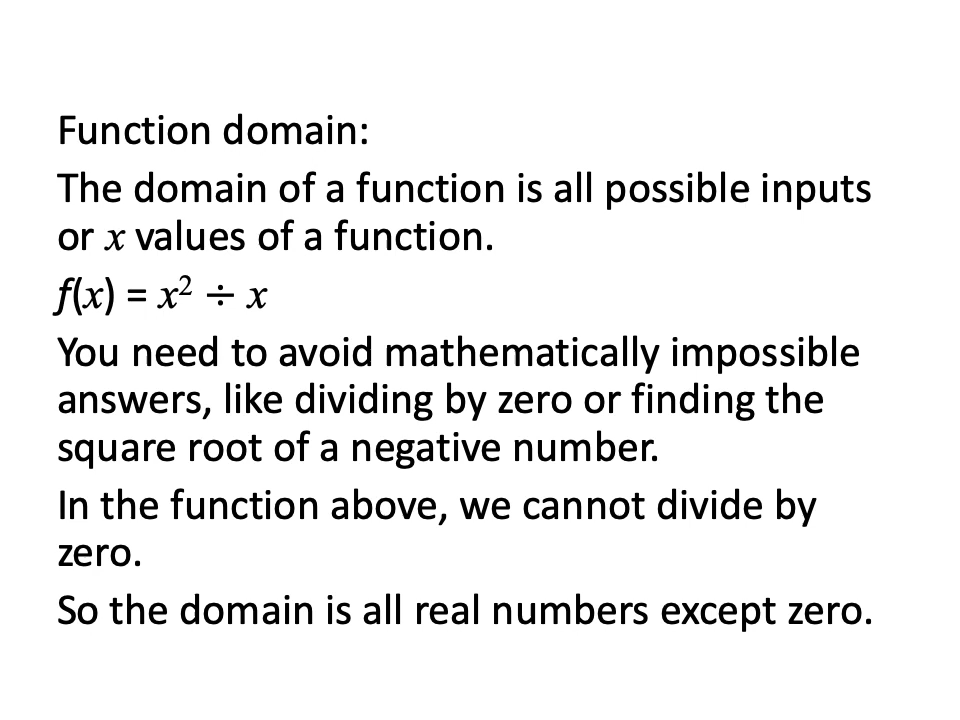 Function domain:
The domain of a function is all possible inputs
or x values of a function.
f(x) = x² ÷ x
You need to avoid mathematically impossible
answers, like dividing by zero or finding the
square root of a negative number.
In the function above, we cannot divide by
zero.
So the domain is all real numbers except zero.